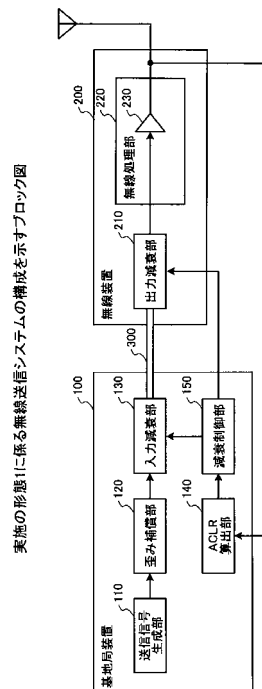 実施の形態1に係る無線送信システムの構成を示すブロック図
100
基地局装置
110
送信信号
生成部
120
歪み補償部
130
入力減衰部
140
ACLR
算出部
150
減衰制御部
300
200
無線装置
210
出力減衰部
220
無線処理部
230